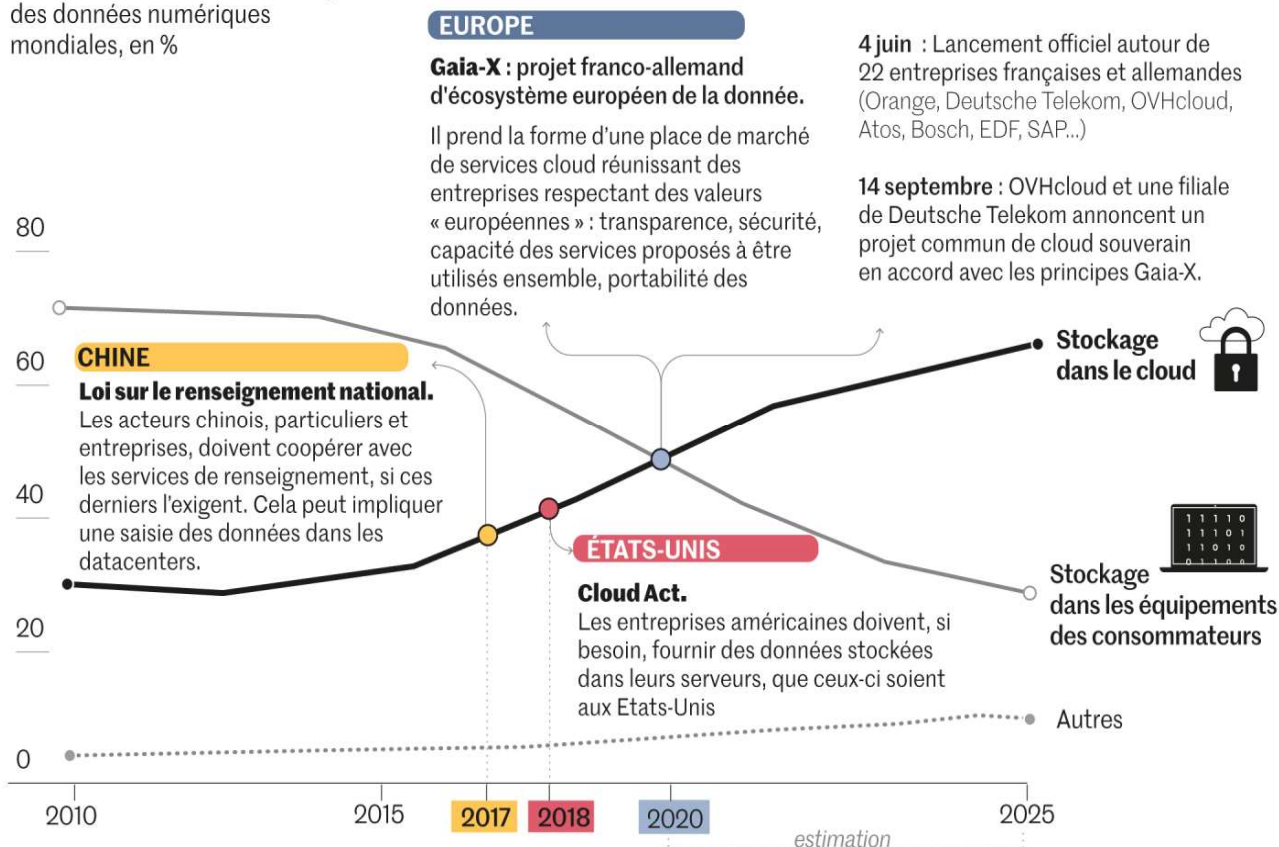 des données numériques
mondiales, en %
EUROPE
Gaia-X : projet franco-allemand
d'écosystème européen de la donnée.
Il prend la forme d'une place de marché
de services cloud réunissant des
entreprises respectant des valeurs
« européennes » : transparence, sécurité,
capacité des services proposés à être
utilisés ensemble, portabilité des
données.
4 juin : Lancement officiel autour de
22 entreprises françaises et allemandes
(Orange, Deutsche Telekom, OVHcloud,
Atos, Bosch, EDF, SAP...)
14 septembre : OVHcloud et une filiale
de Deutsche Telekom annoncent un
projet commun de cloud souverain
en accord avec les principes Gaia-X.
80
60
40
20
0
CHINE
Loi sur le renseignement national.
Les acteurs chinois, particuliers et
entreprises, doivent coopérer avec
les services de renseignement, si ces
derniers l'exigent. Cela peut impliquer
une saisie des données dans les
datacenters.
ÉTATS-UNIS
Cloud Act.
Les entreprises américaines doivent, si
besoin, fournir des données stockées
dans leurs serveurs, que ceux-ci soient
aux Etats-Unis
Stockage
dans le cloud
11110
11101
11010
01100
Stockage
dans les équipements
des consommateurs
Autres
2010
2015
2017
2018
2020
2025
estimation